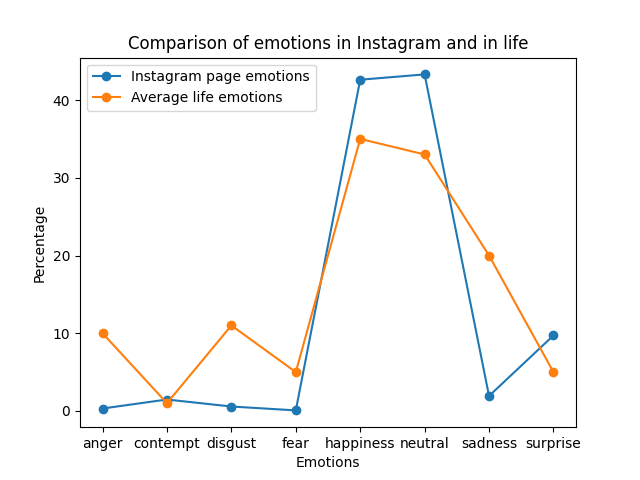 Comparison of emotions in Instagram and in life
Instagram page emotions
Average life emotions
40
30
20
10
0
Percentage
anger contempt disgust fear happiness neutral sadness surprise
Emotions